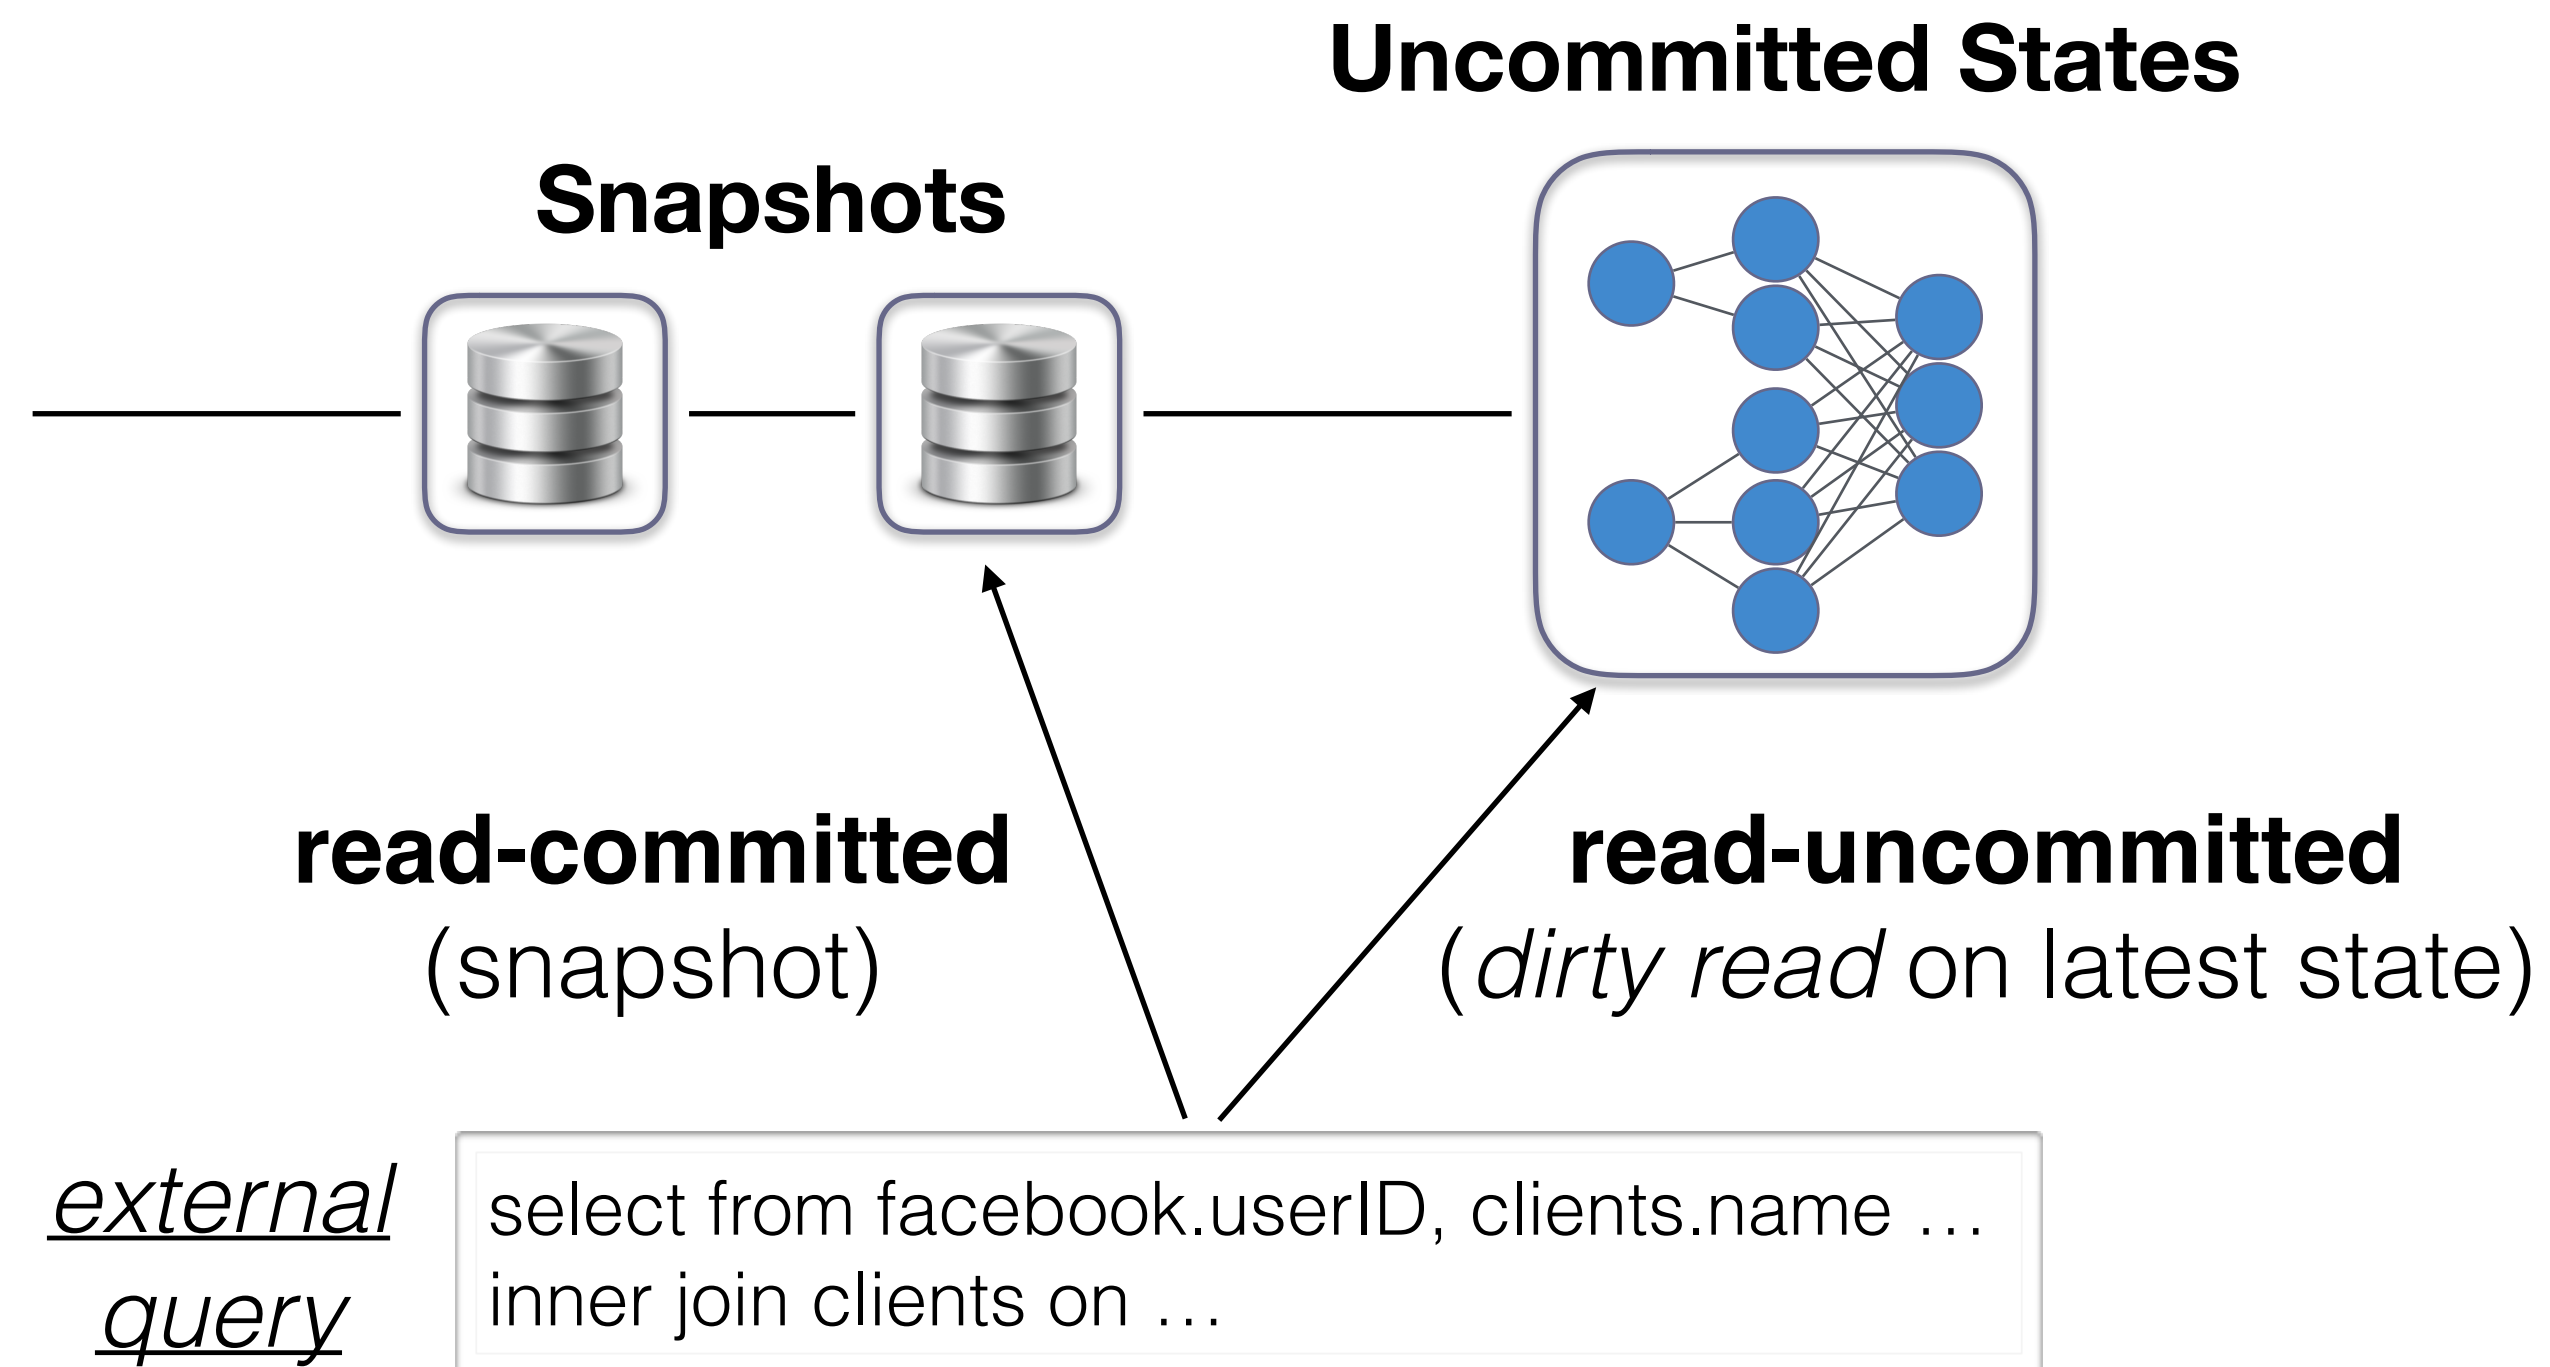 Uncommitted States
Snapshots
read-committed
(snapshot)
read-uncommitted
(dirty read on latest state)
external
query
select from facebook.userID, clients.name …
inner join clients on …